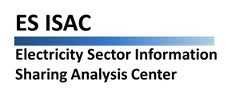 ES ISAC
Electricity Sector Information
Sharing Analysis Center